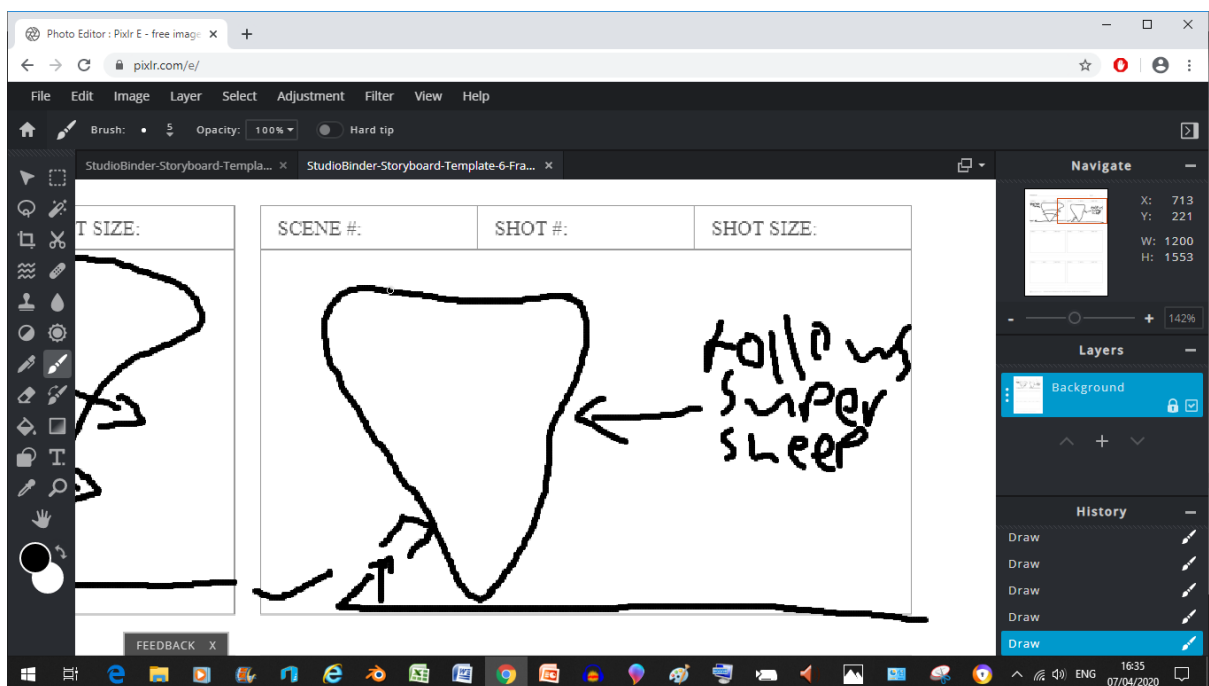 Photo Editor : Pixlr E - free image
pixlr.com/e/
File Edit Image Layer Select Adjustment Filter View Help
Brush: 5 Opacity: 100% Hard tip
StudioBinder-Storyboard-Templa... × StudioBinder-Storyboard-Template-6-Fra... ×
Navigate
X: 713
Y: 221
W: 1200
H: 1553
- + 142%
Layers
Background
History
Draw
Draw
Draw
Draw
Draw
T SIZE:
SCENE #: SHOT #: SHOT SIZE:
follows
super
sheep
FEEDBACK X
ENG
16:35
07/04/2020